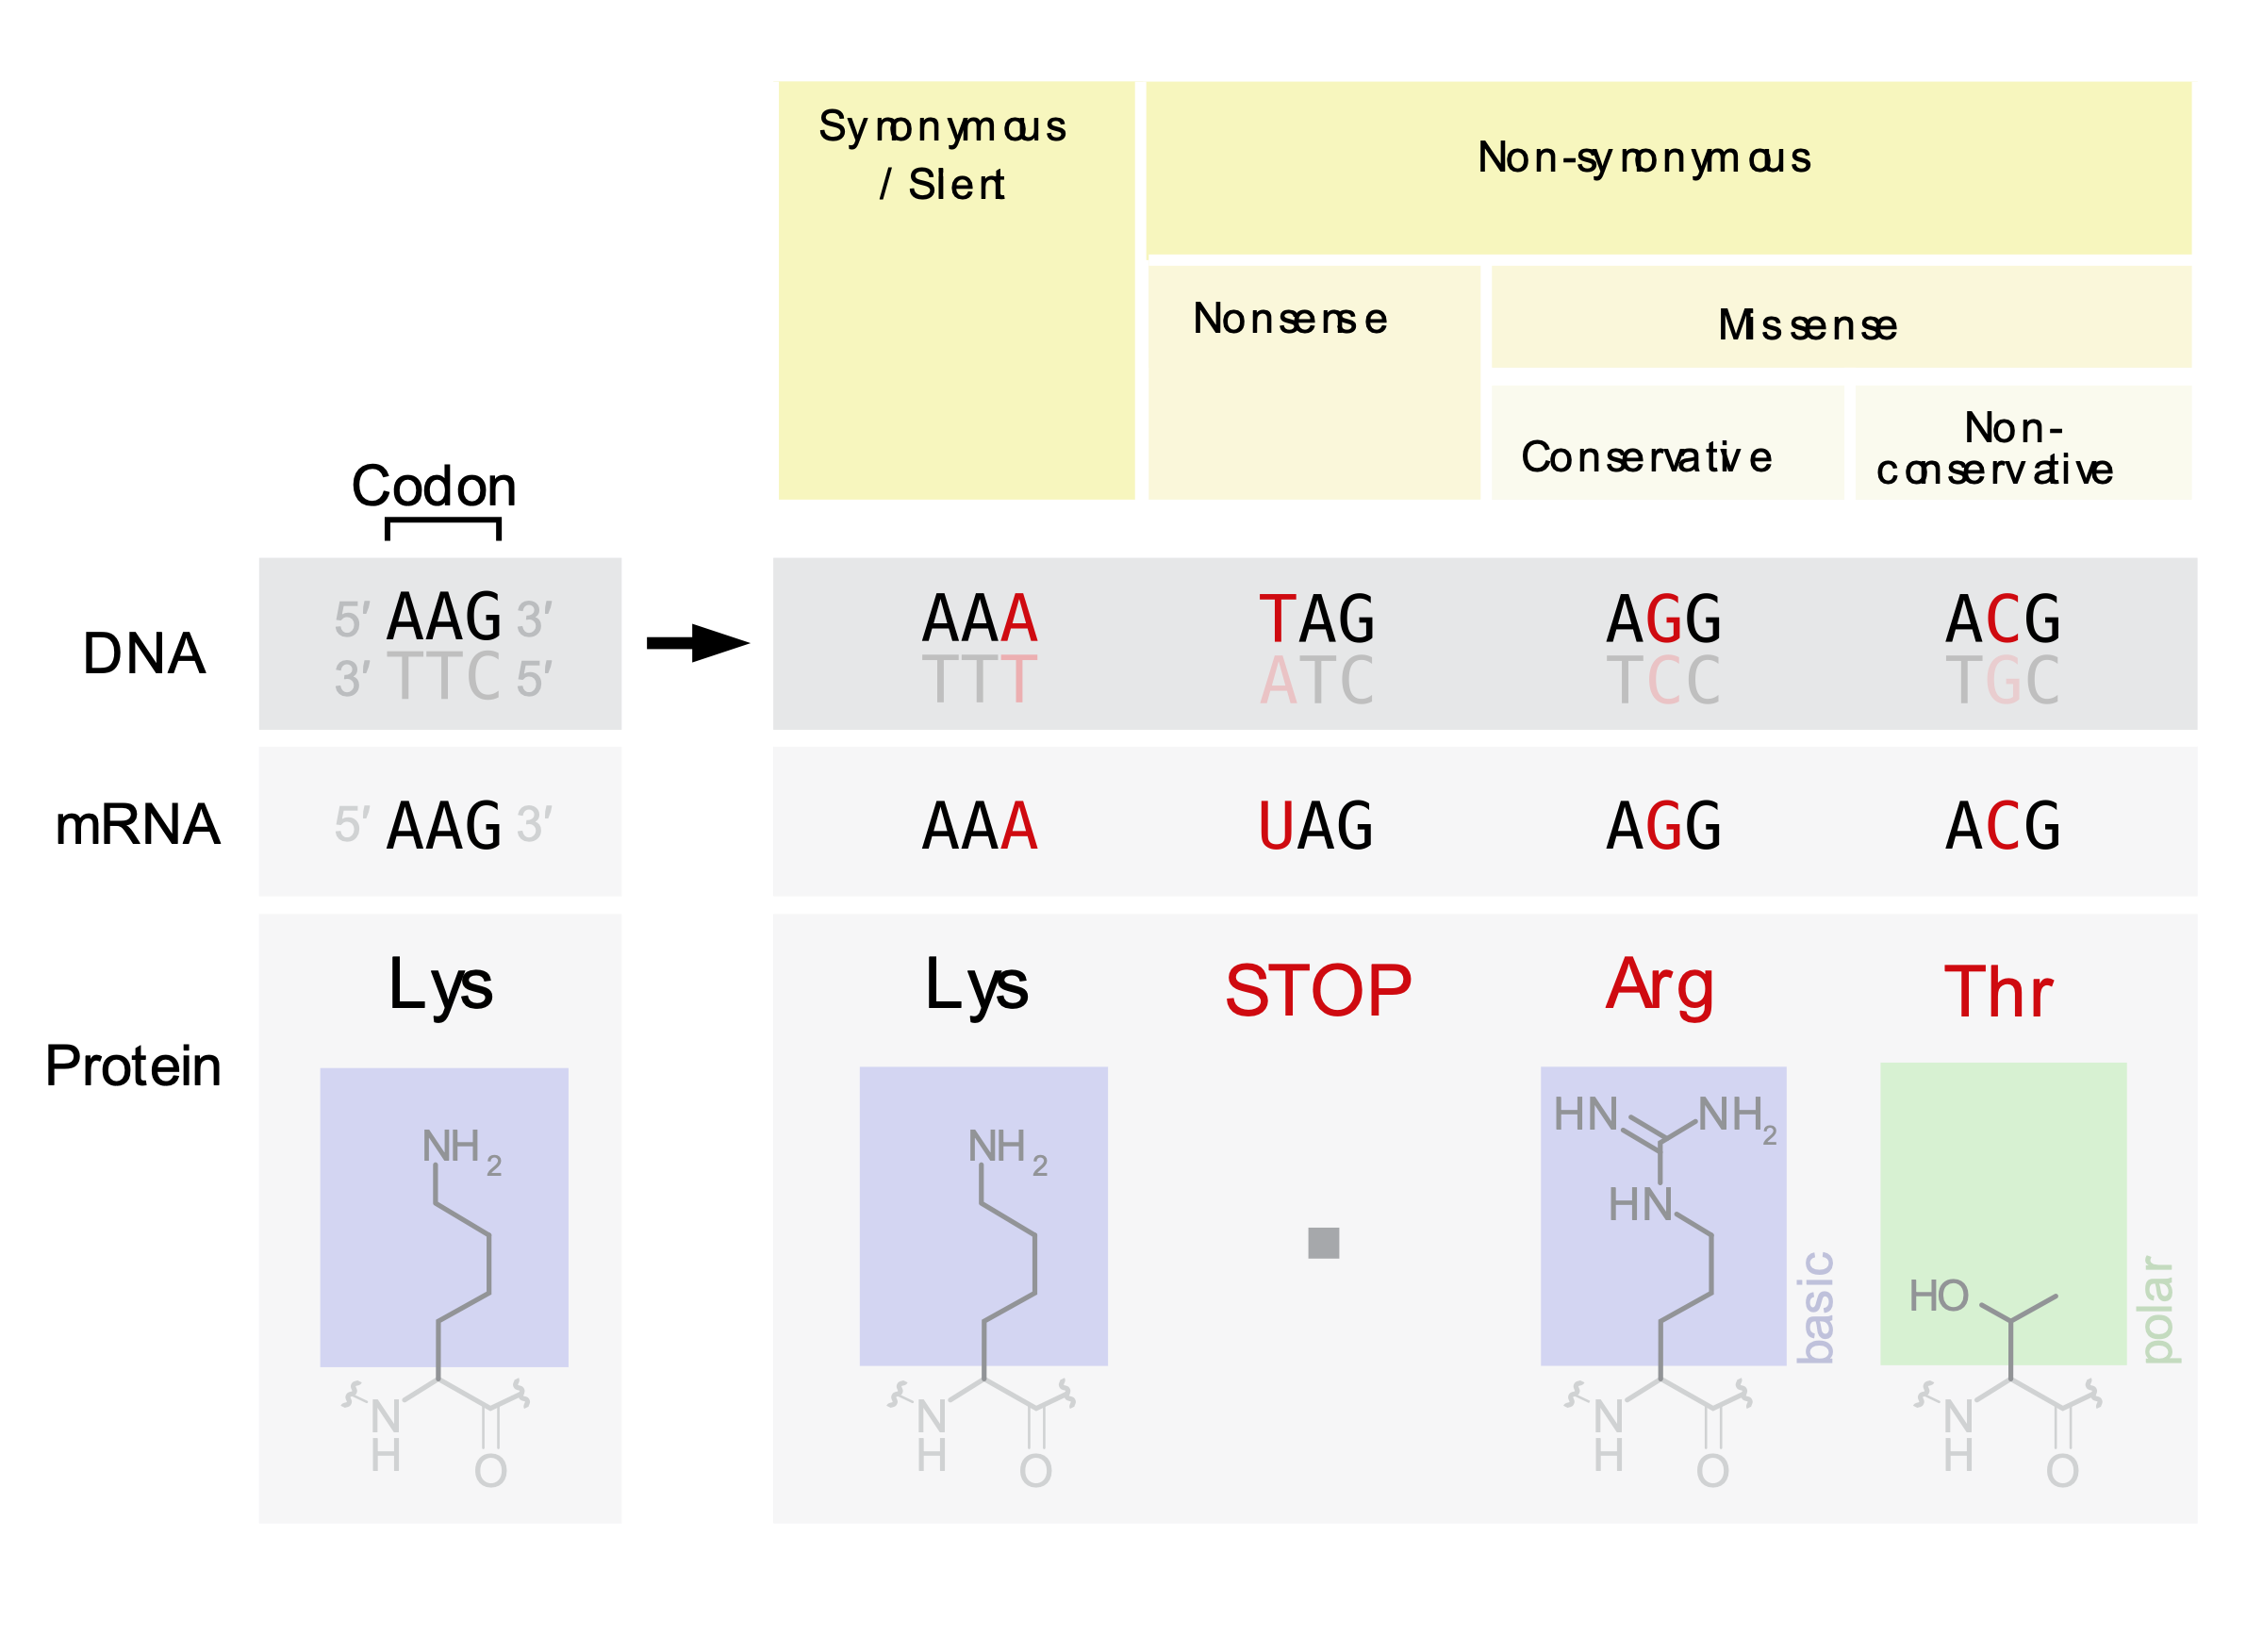 Synonymous
/ Silent
Non-synonymous
Nonsense
Missense
Conservative
Non-
conservative
Codon
DNA
5′ AAG 3′
3′ TTC 5′
AAA
TTT
TAG
ATC
AGG
TCC
ACG
TGC
mRNA
5′ AAG 3′
AAA
UAG
AGG
ACG
Protein
Lys
Lys
STOP
Arg
Thr
NH2
NH2
HN
NH2
HN
basic
HO
polar
N
H
O
N
H
O
N
H
O
N
H
O